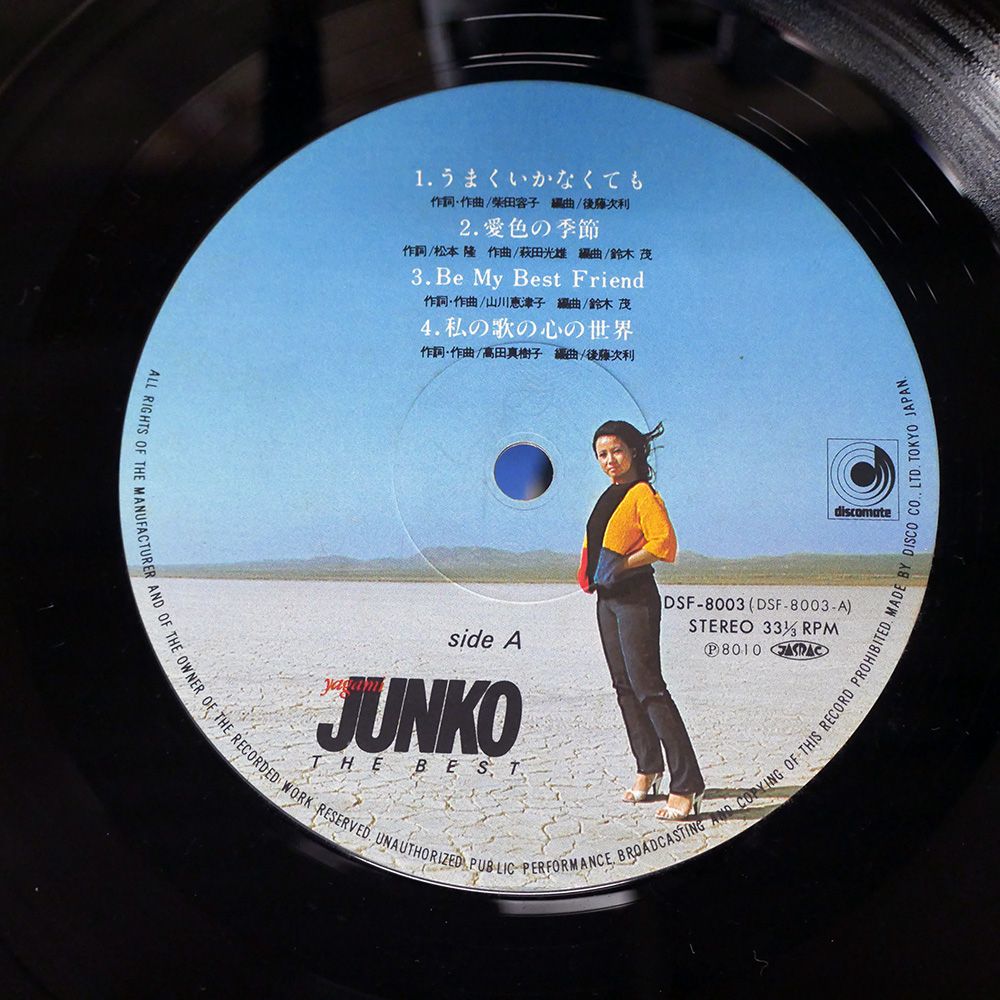 1.うまくいかなくても
作詞・作曲/柴田容子 編曲/後藤次利
2.愛色の季節
作詞/松本 隆 作曲/萩田光雄 編曲/鈴木 茂
3.Be My Best Friend
作詞・作曲/山川恵津子 編曲/鈴木 茂
4.私の歌の心の世界
作詞・作曲/高田真樹子 編曲/後藤次利
discomate
DSF-8003 (DSF-8003-A)
STEREO 33⅓ RPM
Ⓟ8010 JASRAC
side A
yagami
JUNKO
THE BEST
ALL RIGHTS OF THE MANUFACTURER AND OF THE OWNER OF THE RECORDED WORK RESERVED. UNAUTHORIZED PUBLIC PERFORMANCE, BROADCASTING AND COPYING OF THIS RECORD PROHIBITED. MADE BY DISCO CO., LTD. TOKYO JAPAN.